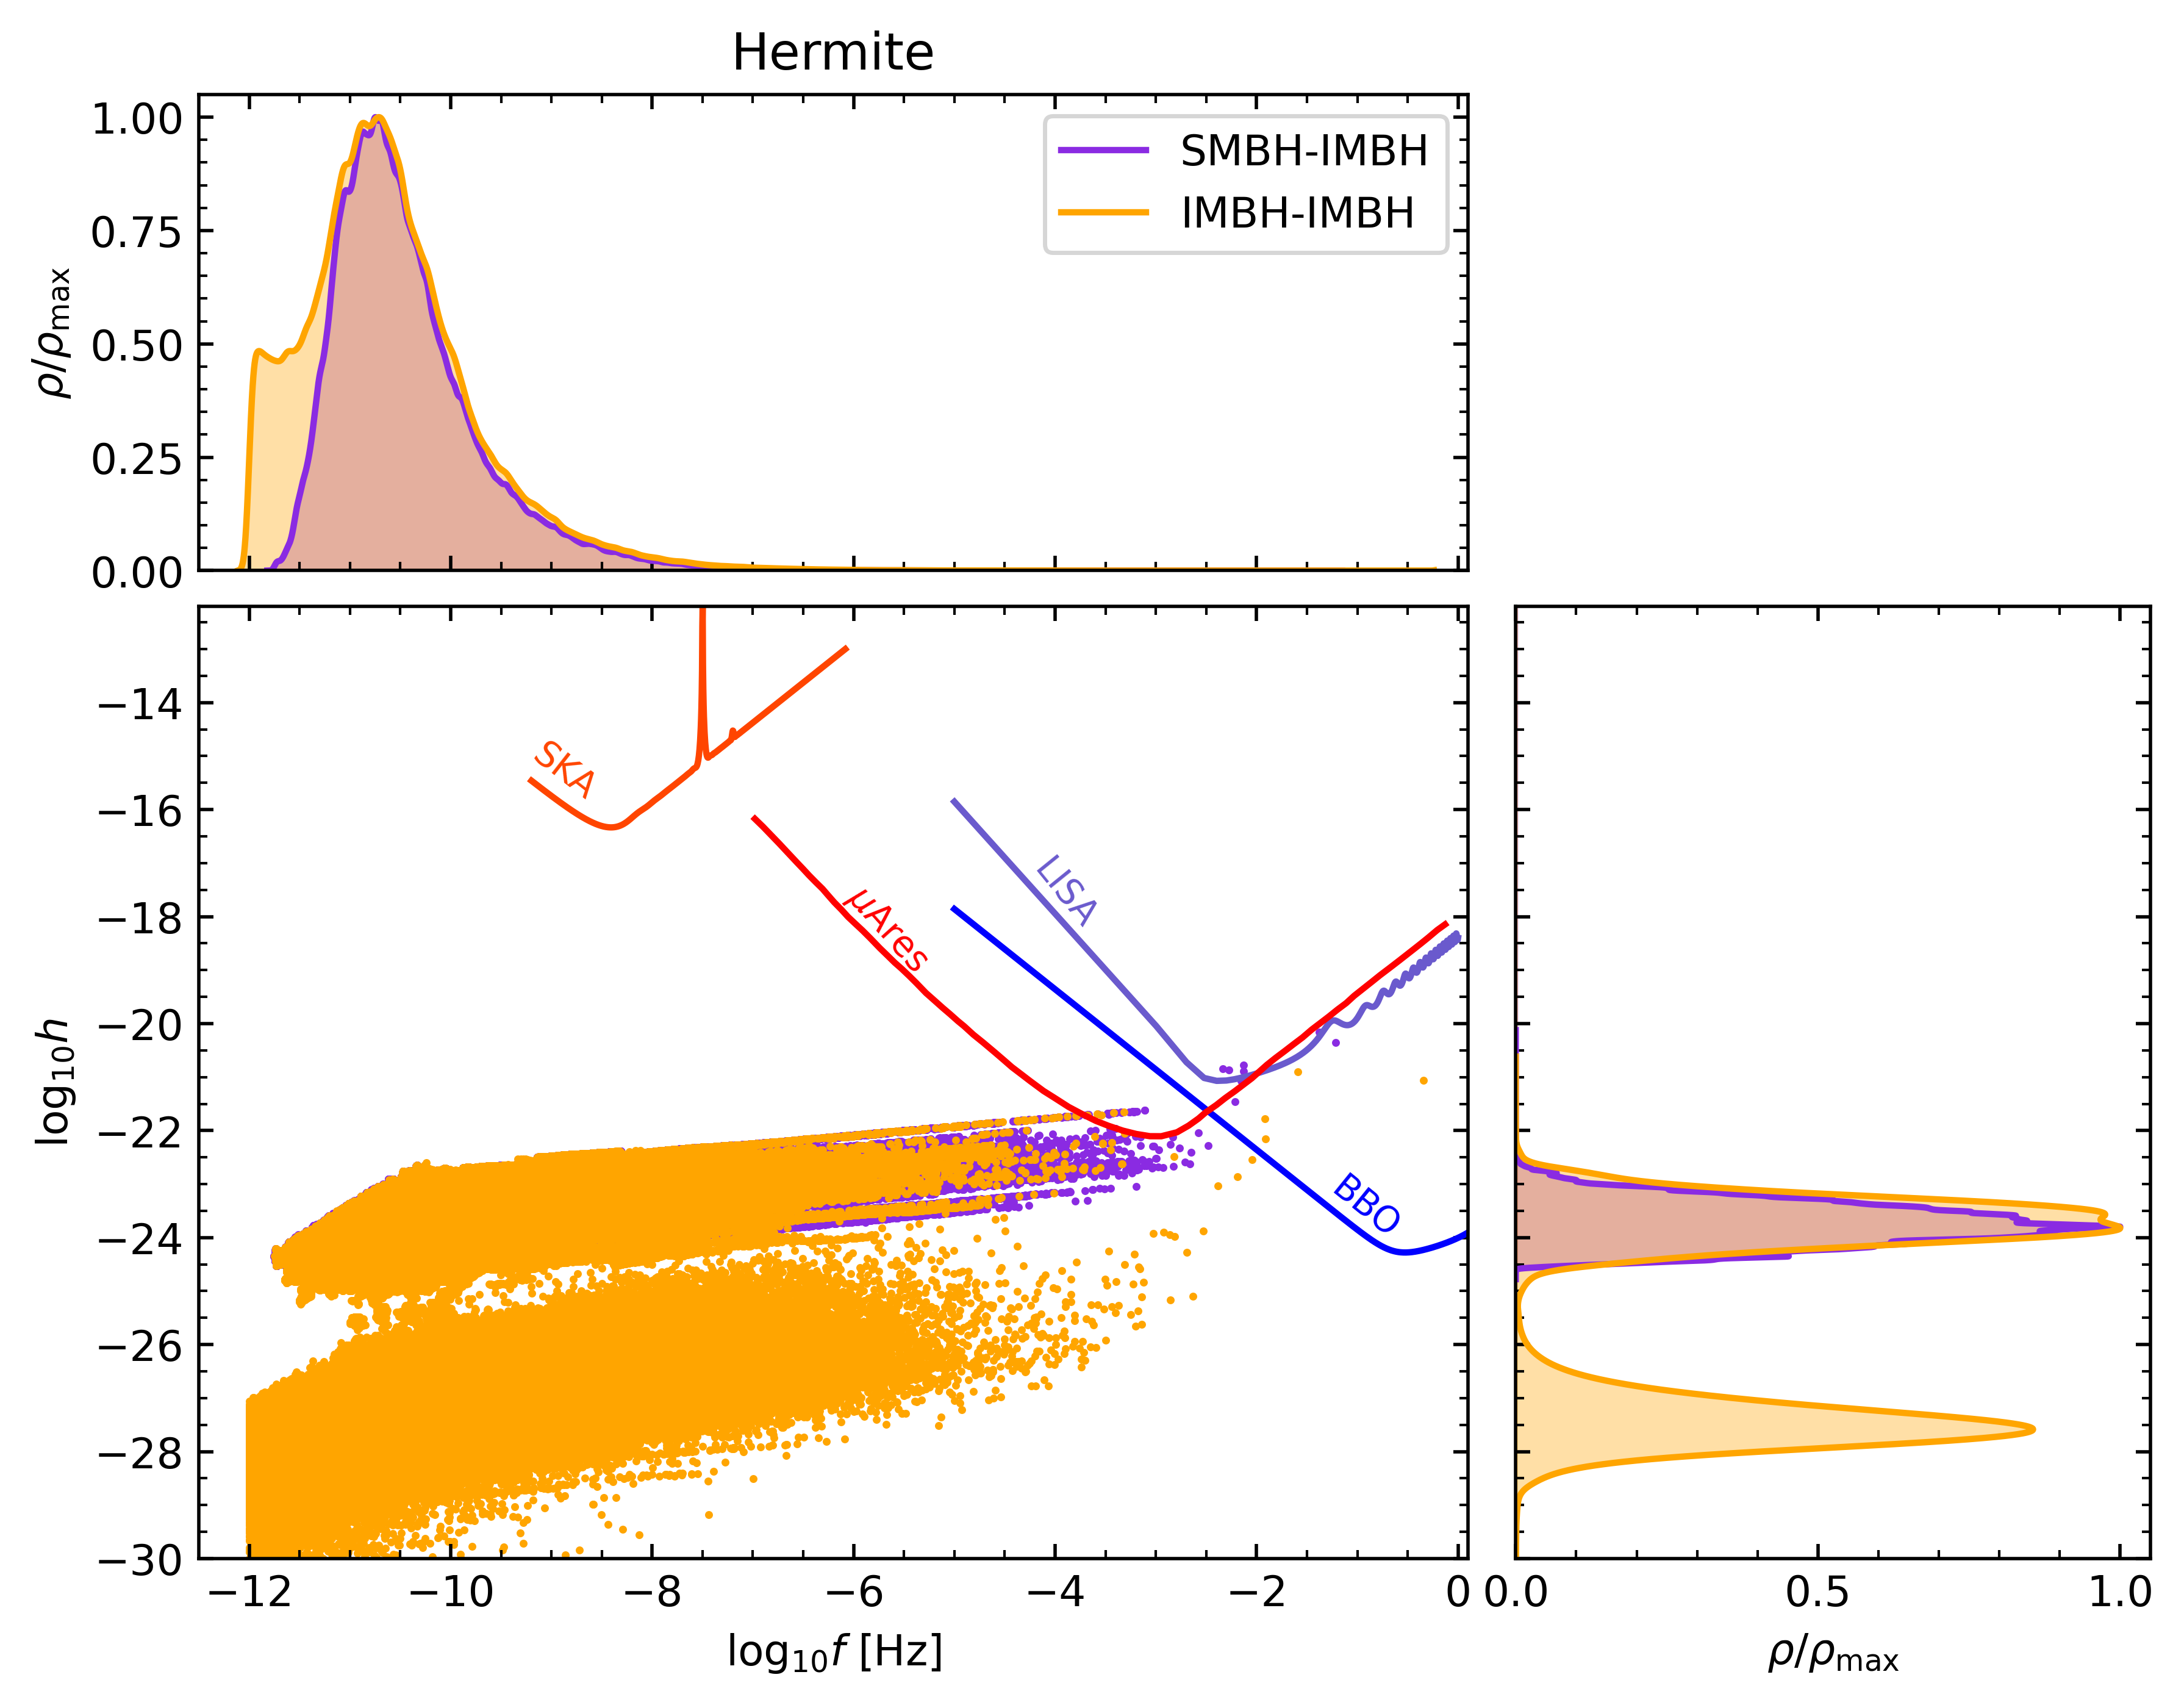 Hermite
1.00
0.75
0.50
0.25
0.00
ρ/ρmax
SMBH-IMBH
IMBH-IMBH
−14
−16
−18
−20
−22
−24
−26
−28
−30
log10h
SKA
μAres
LISA
BBO
−12 −10 −8 −6 −4 −2 0
log10f [Hz]
0.0 0.5 1.0
ρ/ρmax